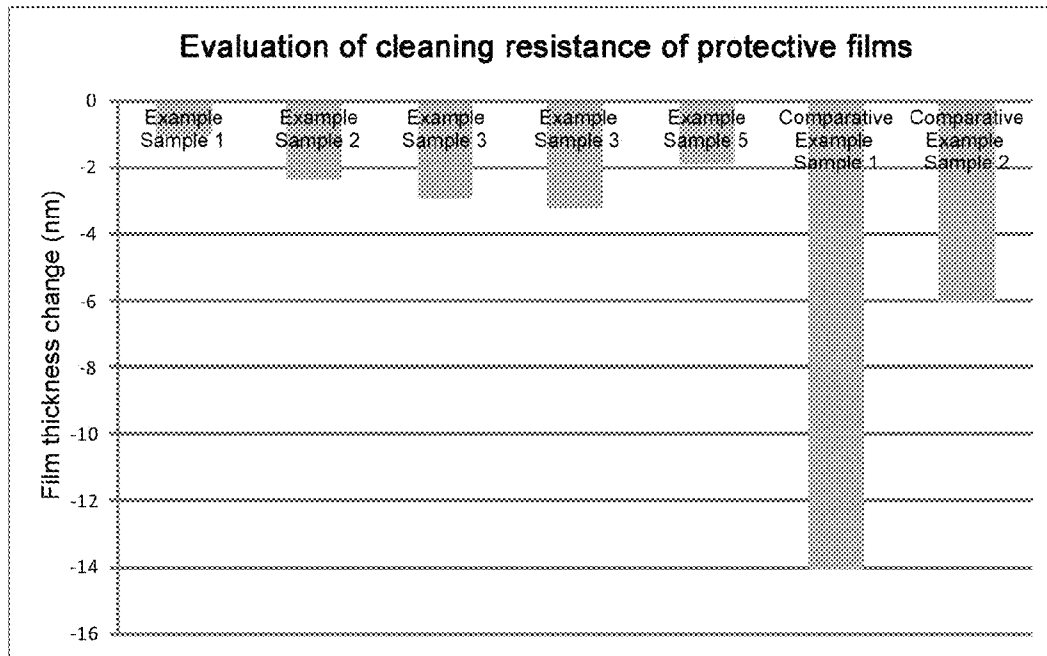 Evaluation of cleaning resistance of protective films
Film thickness change (nm)
0
-2
-4
-6
-8
-10
-12
-14
-16
Example
Sample 1
Example
Sample 2
Example
Sample 3
Example
Sample 3
Example
Sample 5
Comparative
Example
Sample 1
Comparative
Example
Sample 2